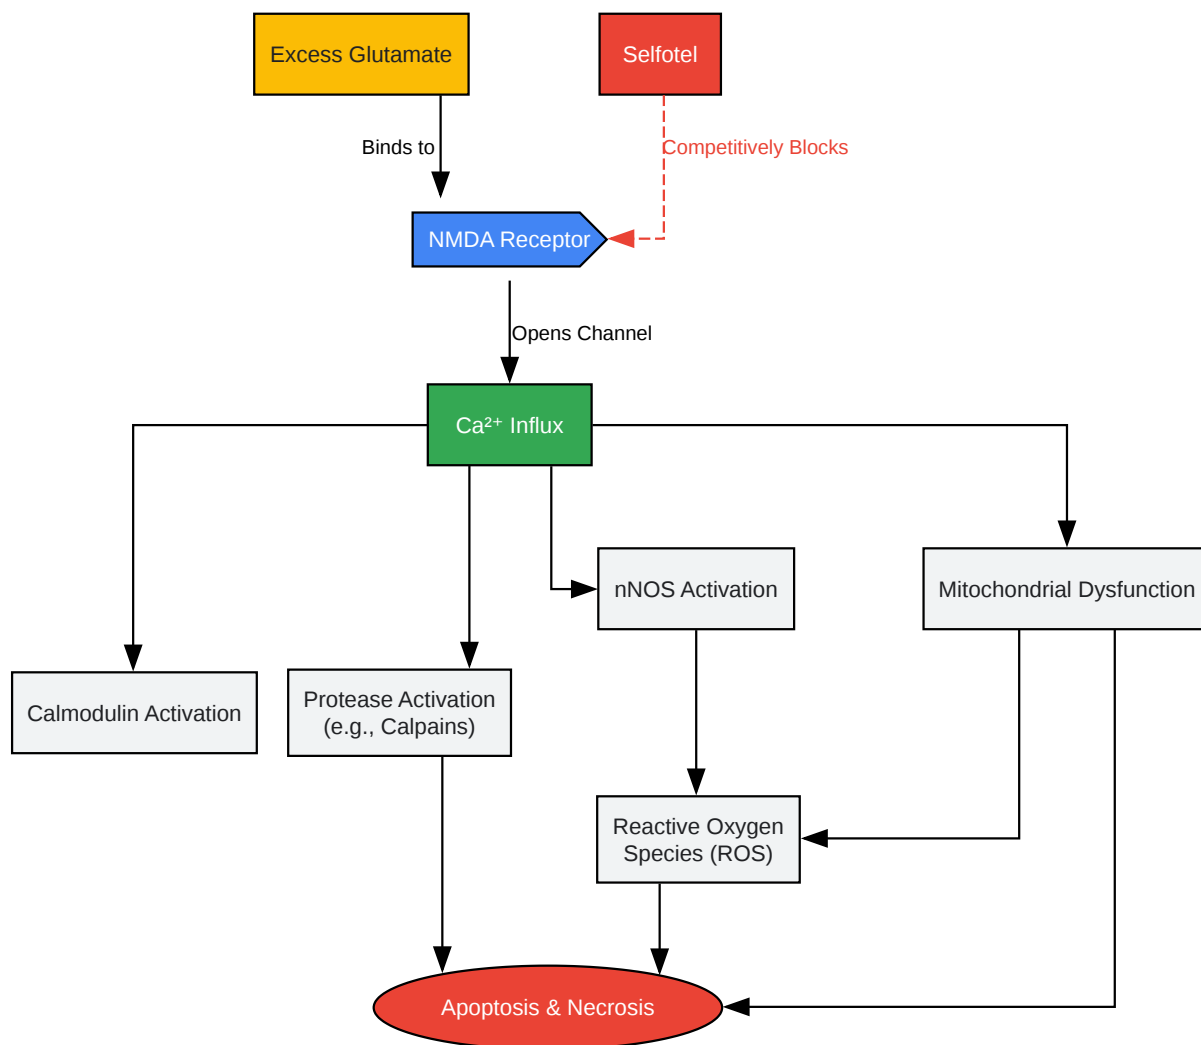 Excess Glutamate
Selfotel
Binds to
Competitively Blocks
NMDA Receptor
Opens Channel
Ca²⁺ Influx
nNOS Activation
Mitochondrial Dysfunction
Calmodulin Activation
Protease Activation
(e.g., Calpains)
Reactive Oxygen
Species (ROS)
Apoptosis & Necrosis